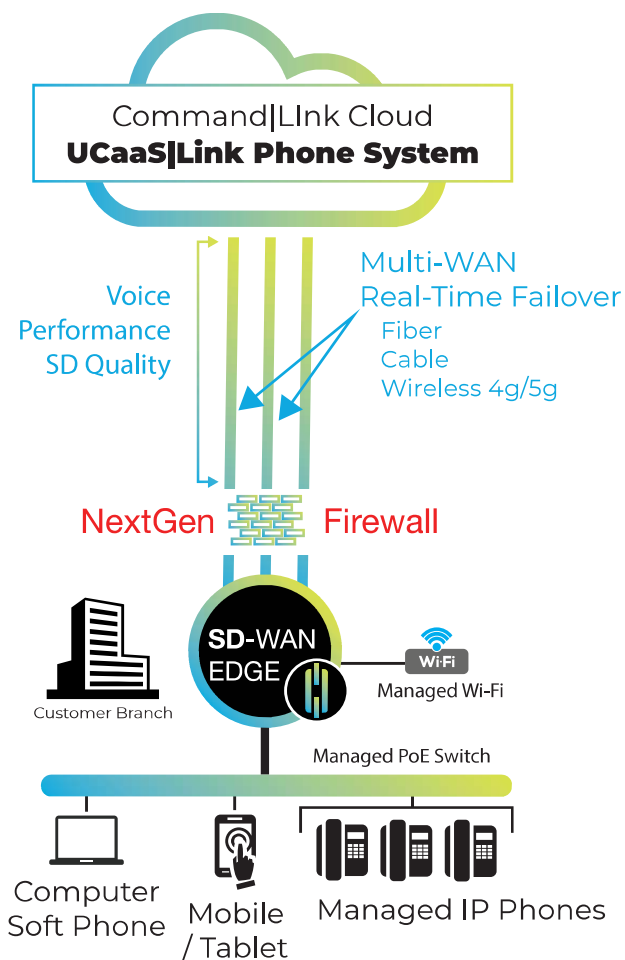 Command|LInk Cloud
UCaaS|Link Phone System
Voice
Performance
SD Quality
Multi-WAN
Real-Time Failover
Fiber
Cable
Wireless 4g/5g
NextGen Firewall
SD-WAN
EDGE
Wi-Fi
Managed Wi-Fi
Customer Branch
Managed PoE Switch
Computer
Soft Phone
Mobile
/ Tablet
Managed IP Phones